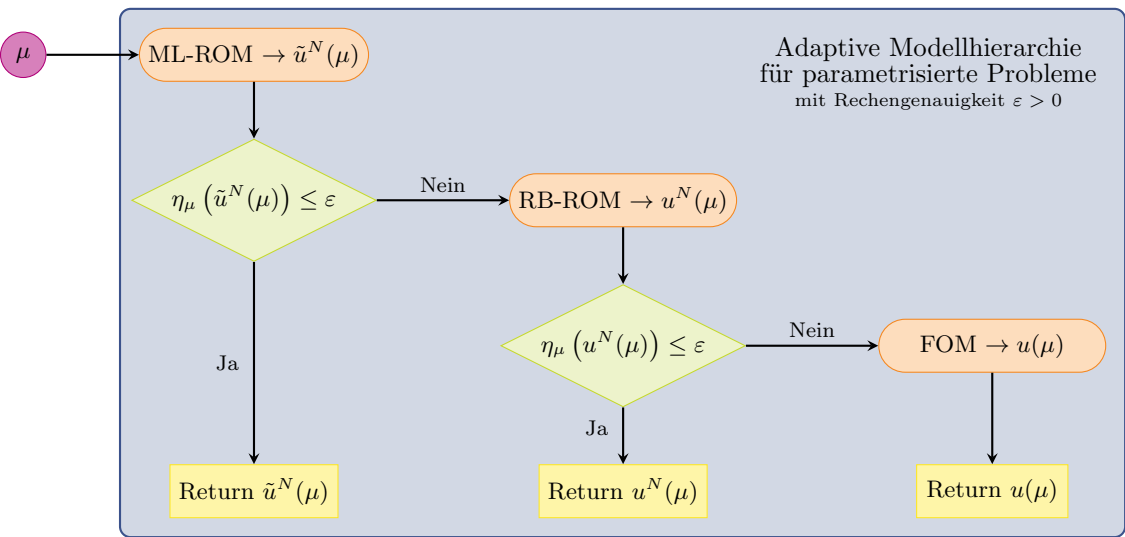 μ
ML-ROM → ũ^N(μ)
Adaptive Modellhierarchie
für parametrisierte Probleme
mit Rechengenauigkeit ε > 0
η_μ (ũ^N(μ)) ≤ ε
Nein
RB-ROM → u^N(μ)
Ja
η_μ (u^N(μ)) ≤ ε
Nein
FOM → u(μ)
Ja
Return ũ^N(μ)
Return u^N(μ)
Return u(μ)